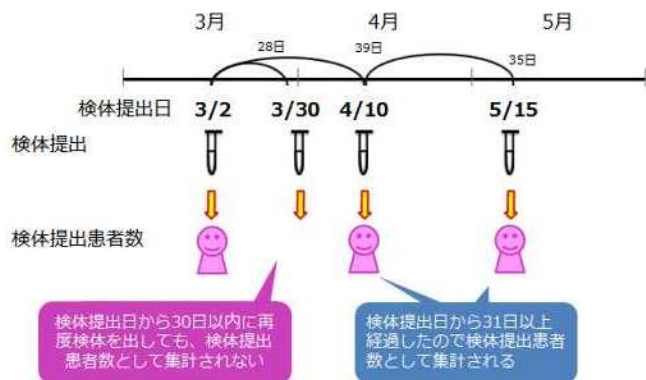 3月 4月 5月
28日 39日 35日
検体提出日 3/2 3/30 4/10 5/15
検体提出
検体提出患者数
検体提出日から30日以内に再
度検体を出しても、検体提出
患者数として集計されない
検体提出日から31日以上
経過したので検体提出患者
数として集計される